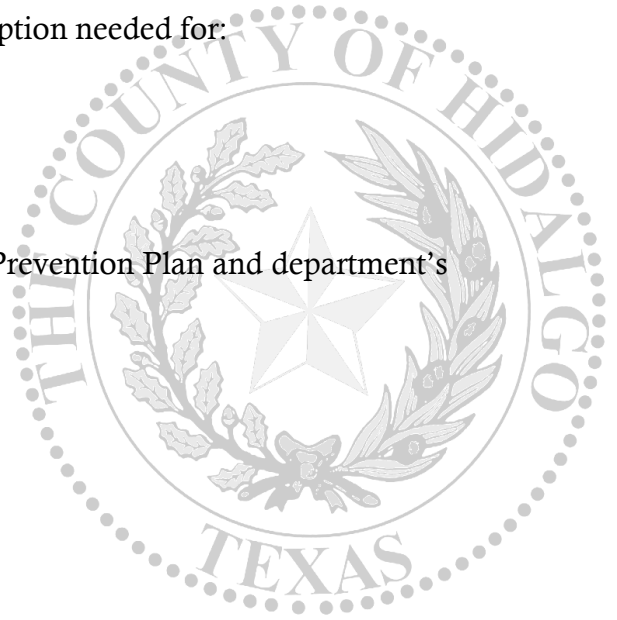 ption needed for:
Prevention Plan and department’s
THE COUNTY OF HIDALGO
TEXAS